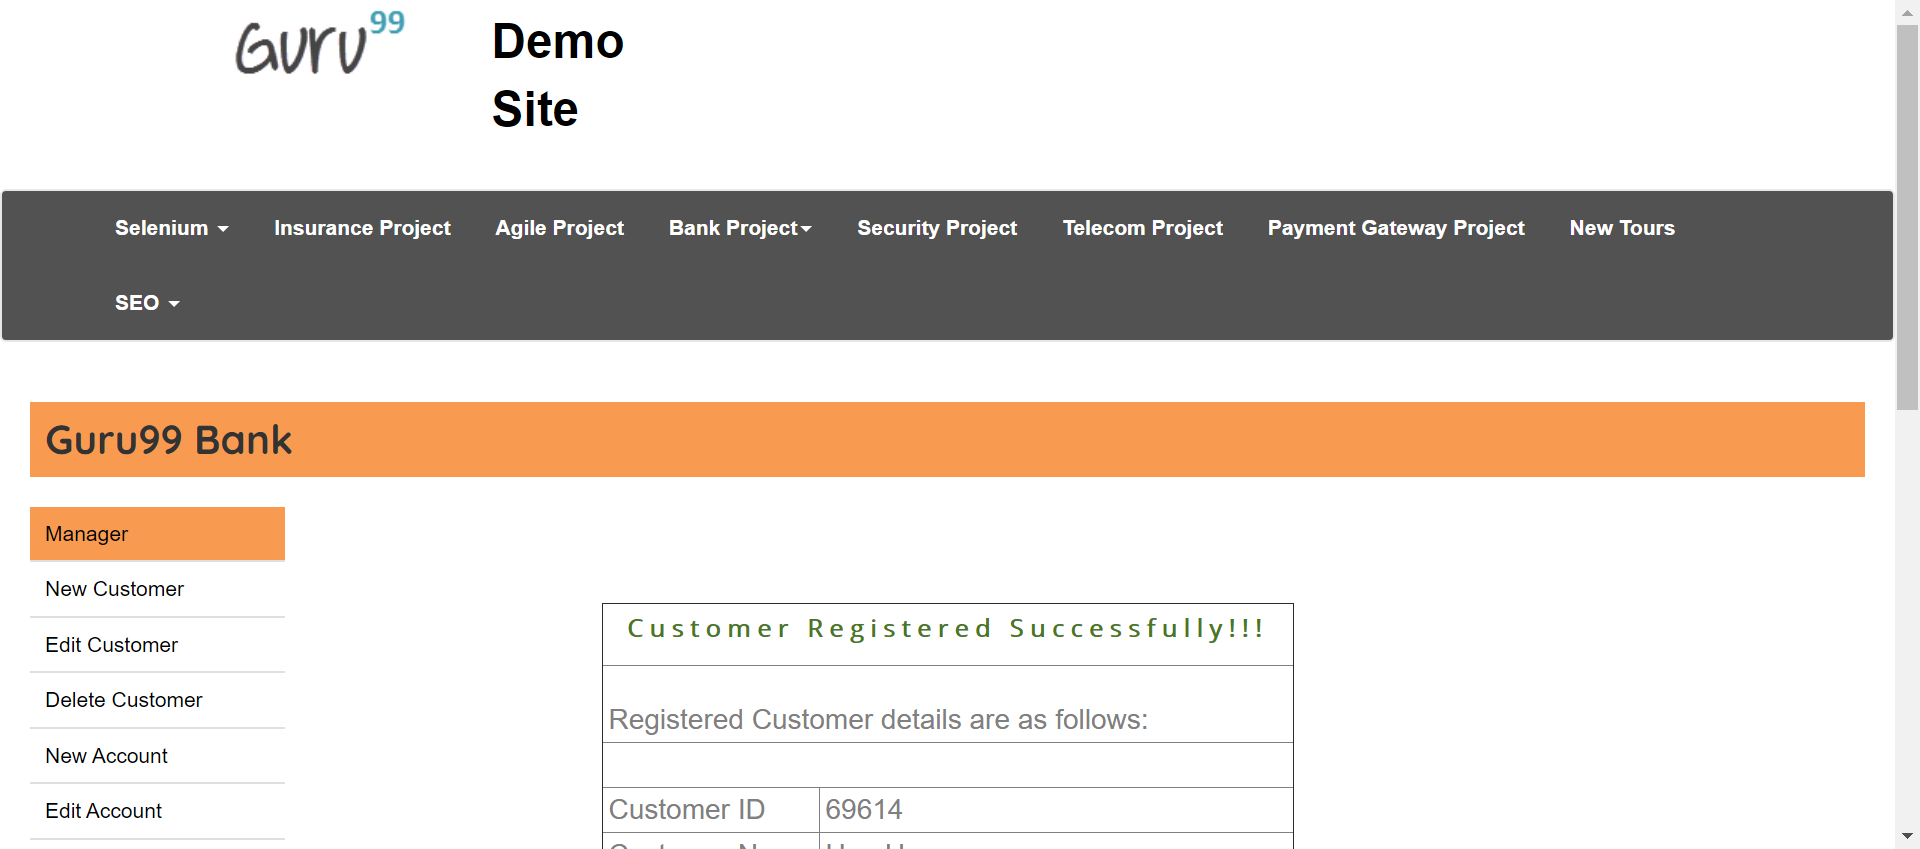 Guru99
Demo
Site
Selenium Insurance Project Agile Project Bank Project Security Project Telecom Project Payment Gateway Project New Tours
SEO
Guru99 Bank
Manager
New Customer
Edit Customer
Delete Customer
New Account
Edit Account
Customer Registered Successfully!!!
Registered Customer details are as follows:
Customer ID 69614